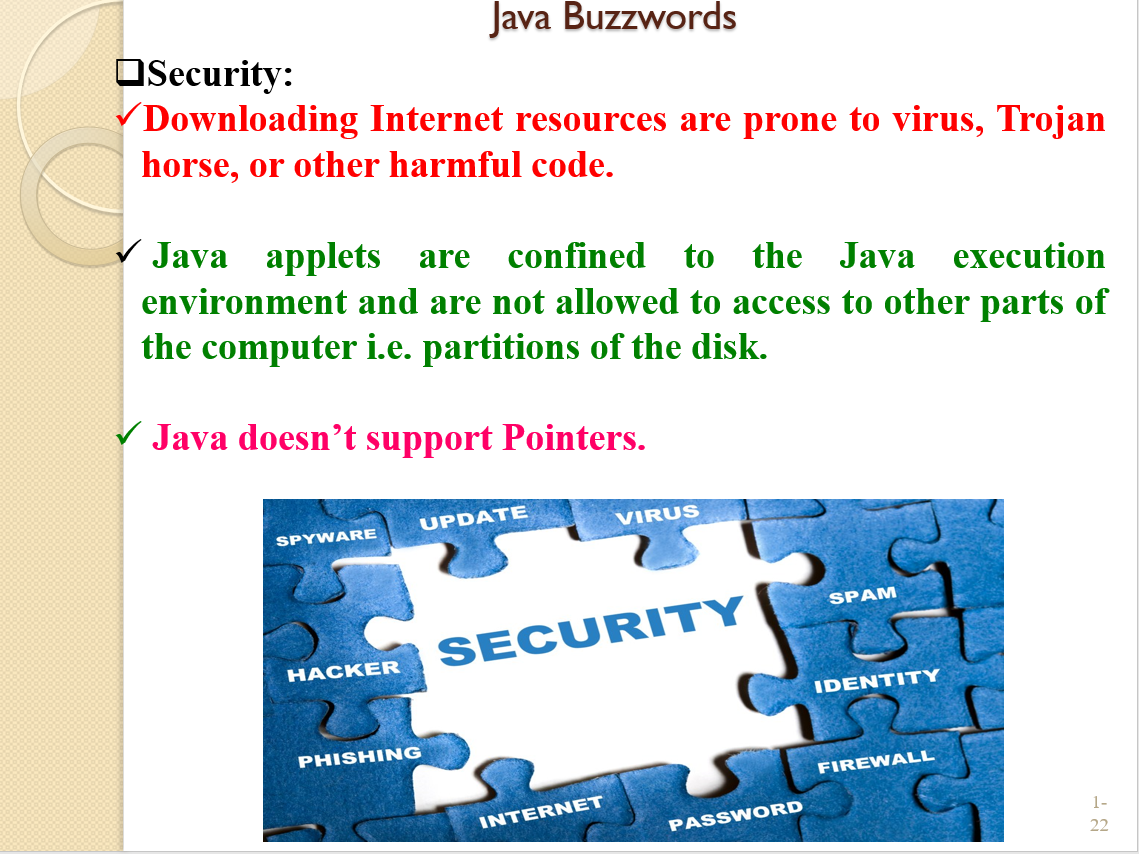 Java Buzzwords
❑Security:
✓Downloading Internet resources are prone to virus, Trojan
horse, or other harmful code.
✓ Java applets are confined to the Java execution
environment and are not allowed to access to other parts of
the computer i.e. partitions of the disk.
✓ Java doesn’t support Pointers.
SPYWARE
UPDATE
VIRUS
SPAM
SECURITY
HACKER
IDENTITY
PHISHING
FIREWALL
INTERNET
PASSWORD
1-
22